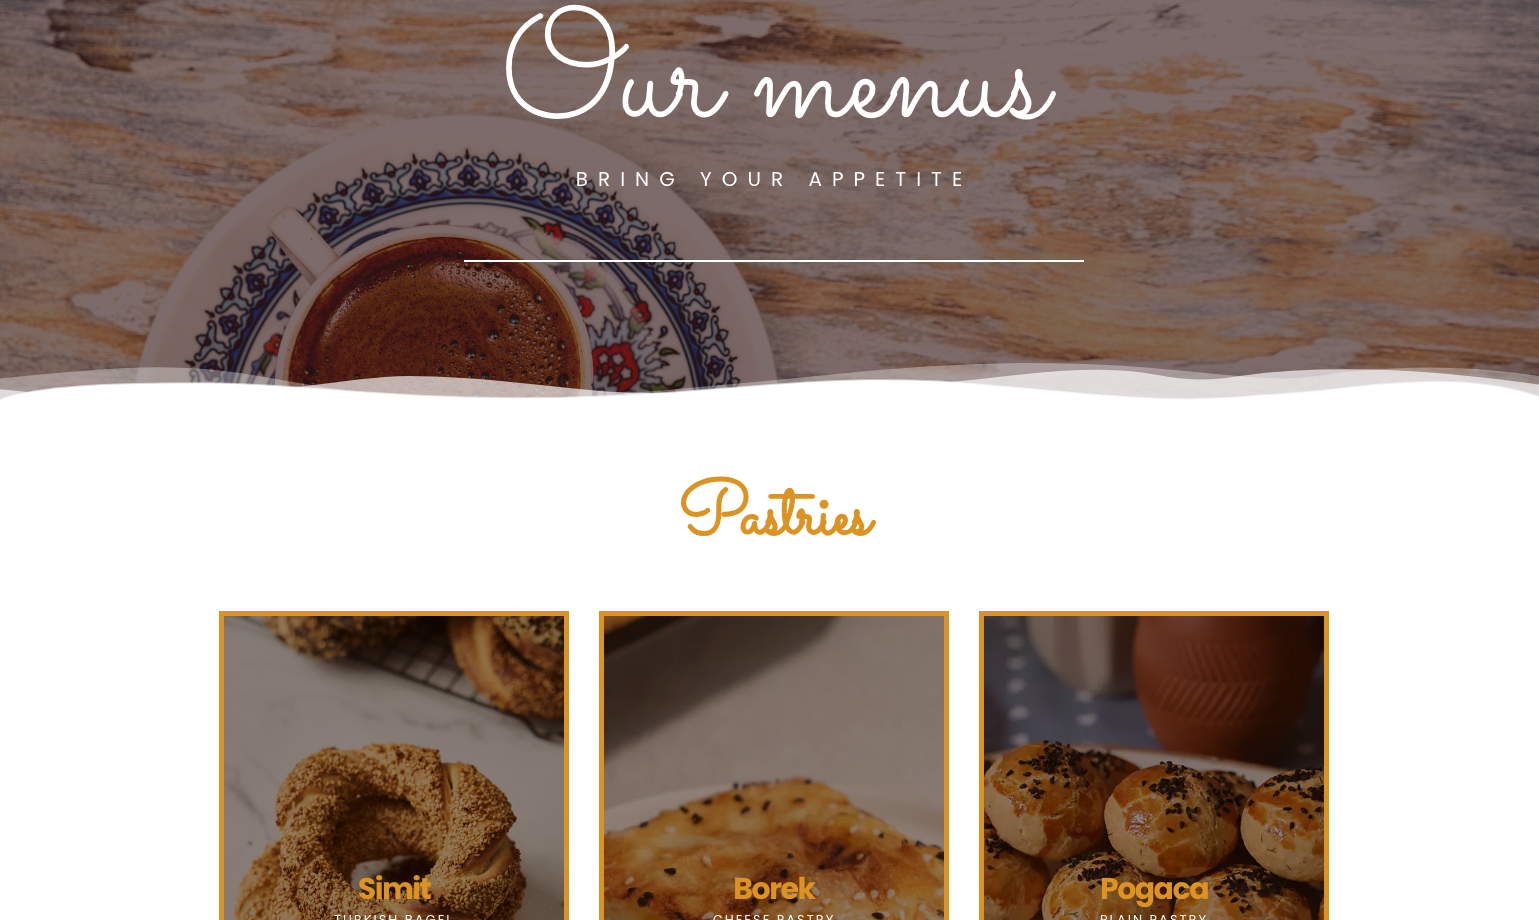 Our menus
BRING YOUR APPETITE
Pastries
Simit
TURKISH BAGEL
Borek
CHEESE PASTRY
Pogaca
PLAIN PASTRY